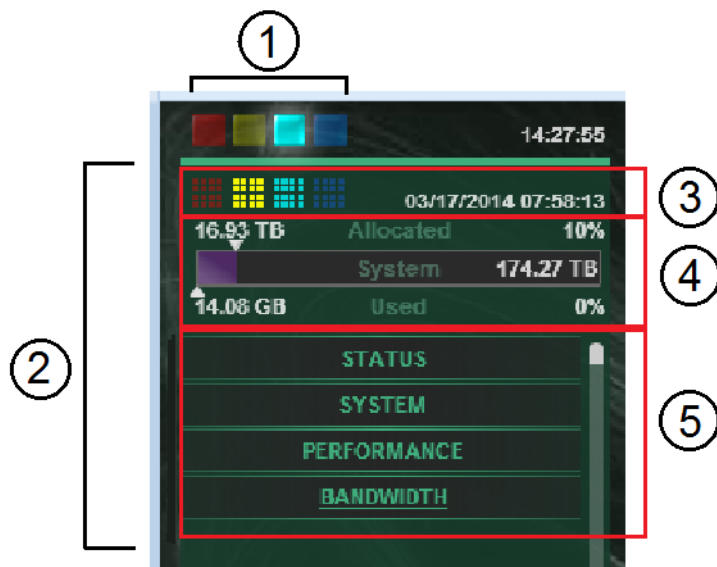 1
14:27:55
03/17/2014 07:58:13
3
16.93 TB Allocated 10%
System 174.27 TB
4
14.08 GB Used 0%
2
STATUS
SYSTEM
5
PERFORMANCE
BANDWIDTH